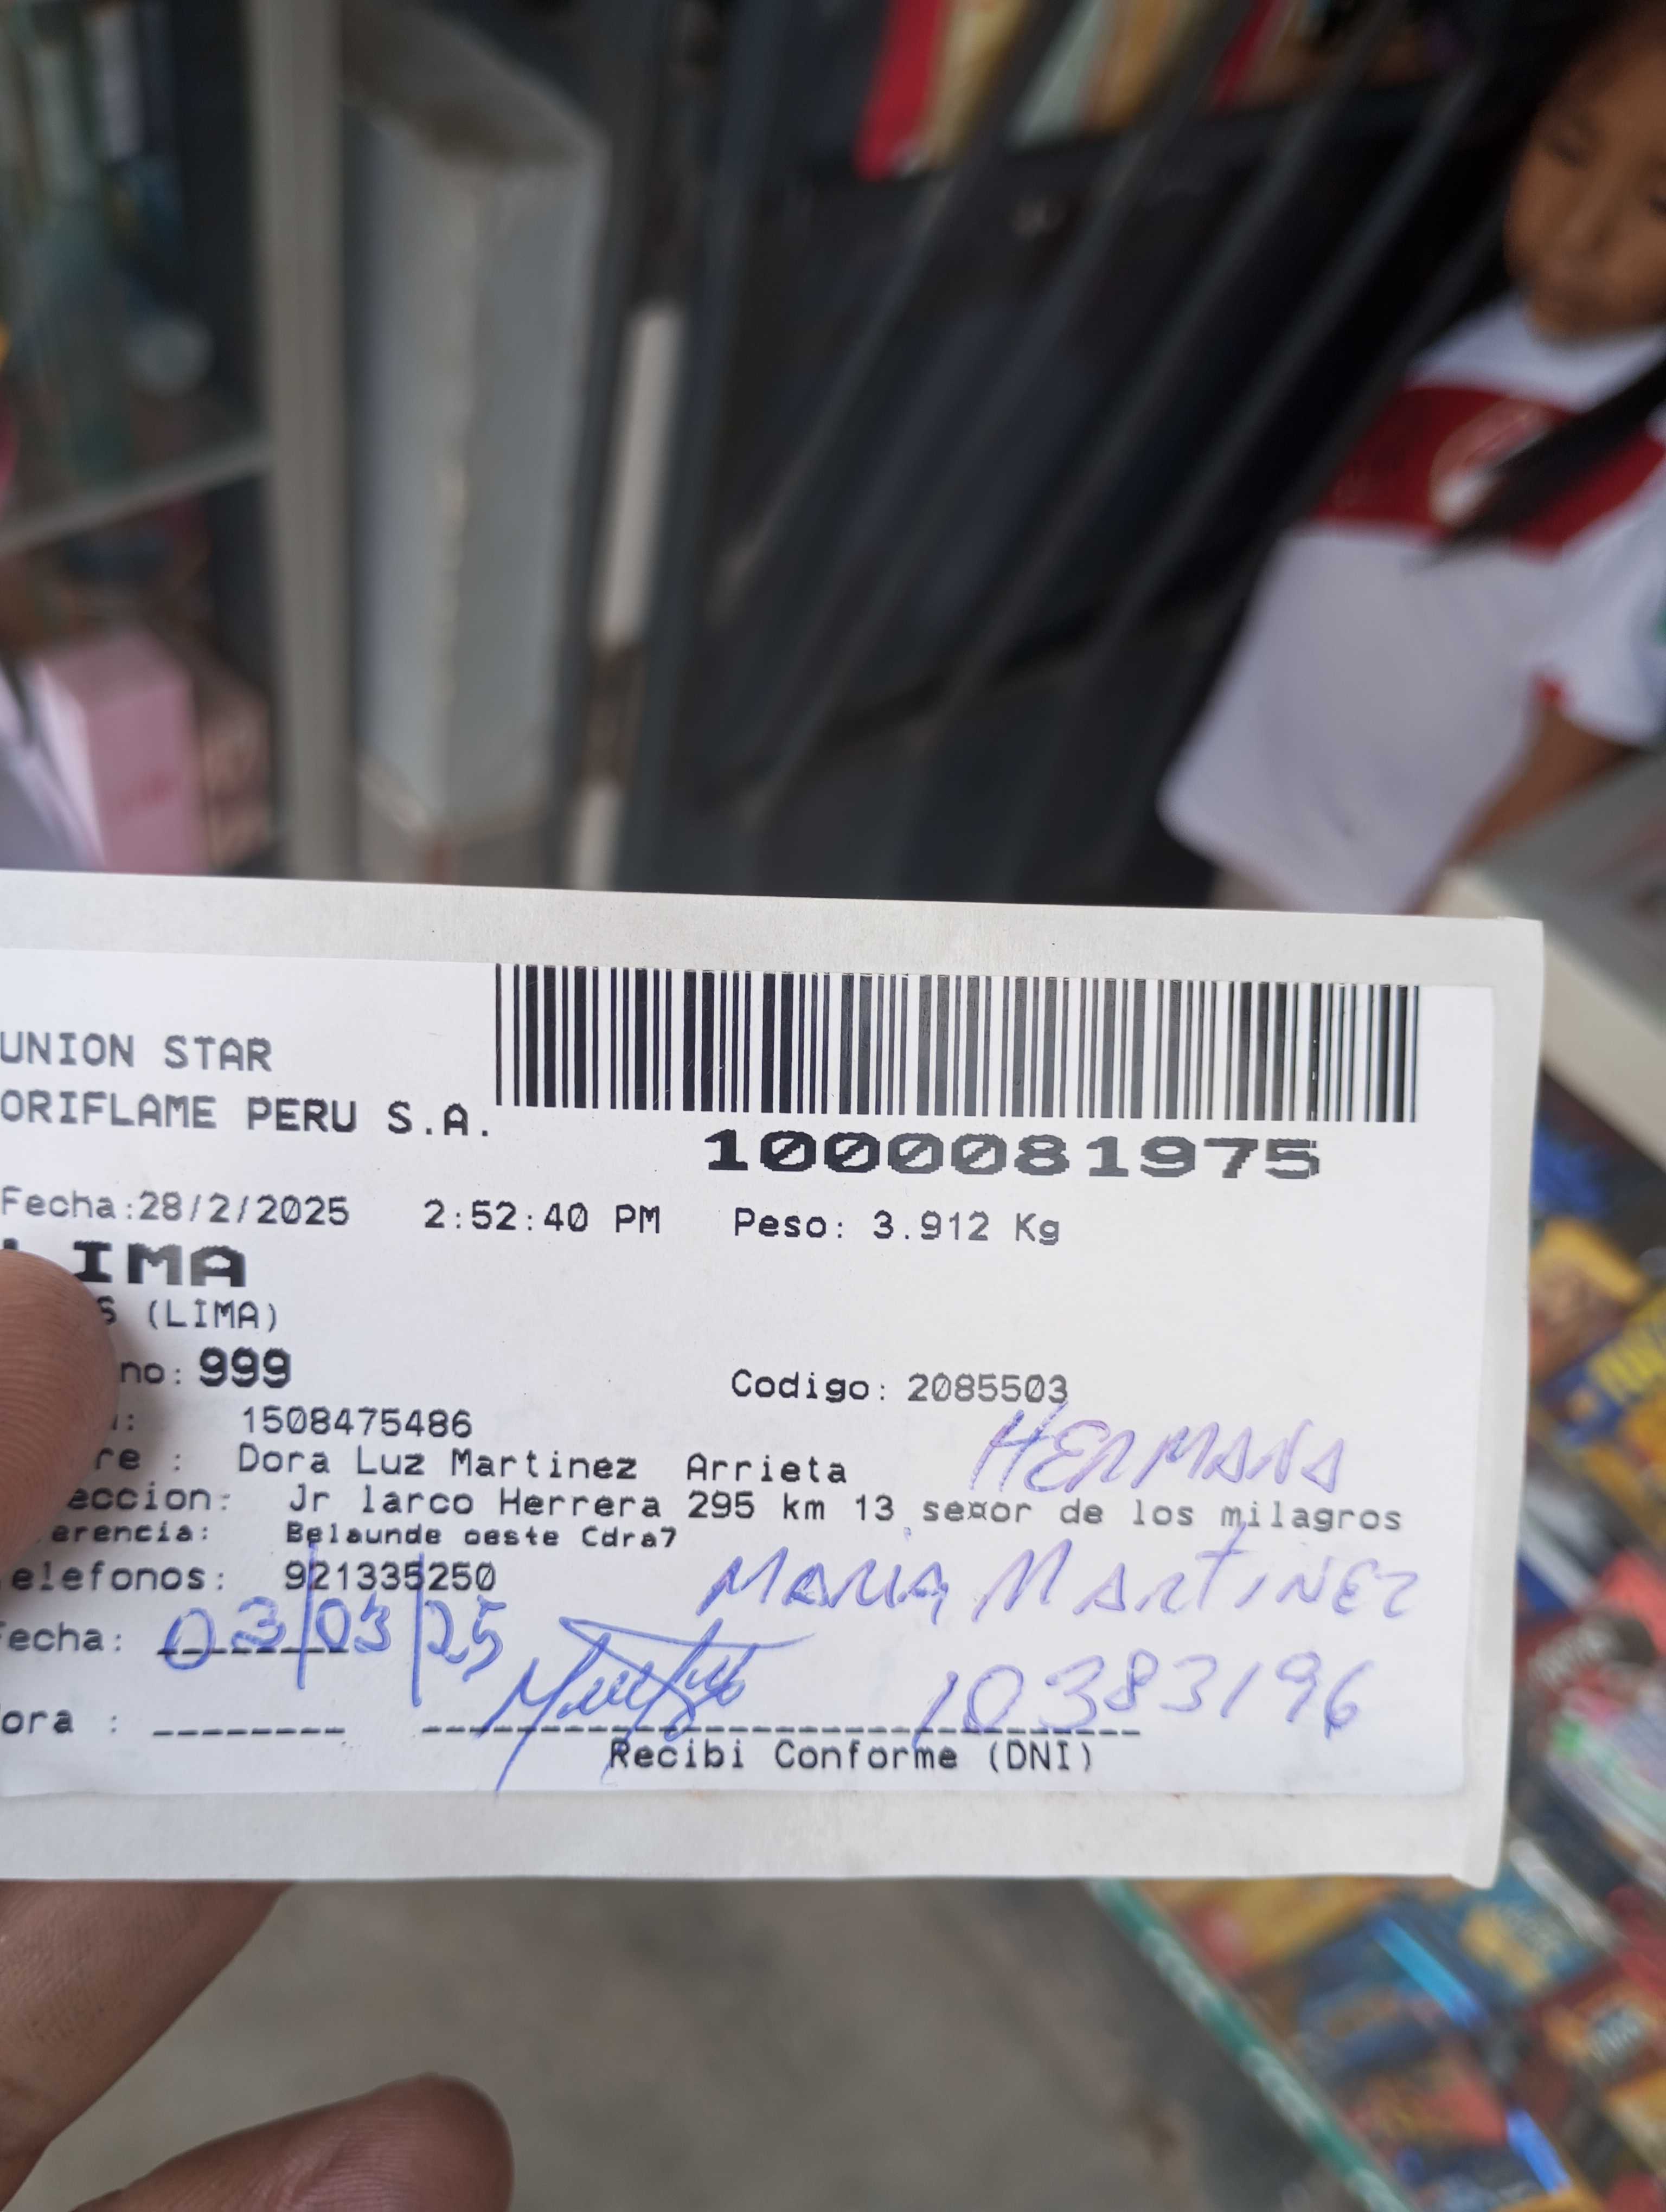 UNION STAR
ORIFLAME PERU S.A.
1000081975
Fecha:28/2/2025 2:52:40 PM Peso: 3.912 Kg
LIMA
S (LIMA)
no: 999 Codigo: 2085503
: 1508475486 HERMANA
re : Dora Luz Martinez Arrieta
eccion: Jr larco Herrera 295 km 13 se¤or de los milagros
erencia: Belaunde oeste Cdra7
elefonos: 921335250 MARIA MARTINEZ
Fecha: 03/03/25
ora : 10383196
Recibi Conforme (DNI)